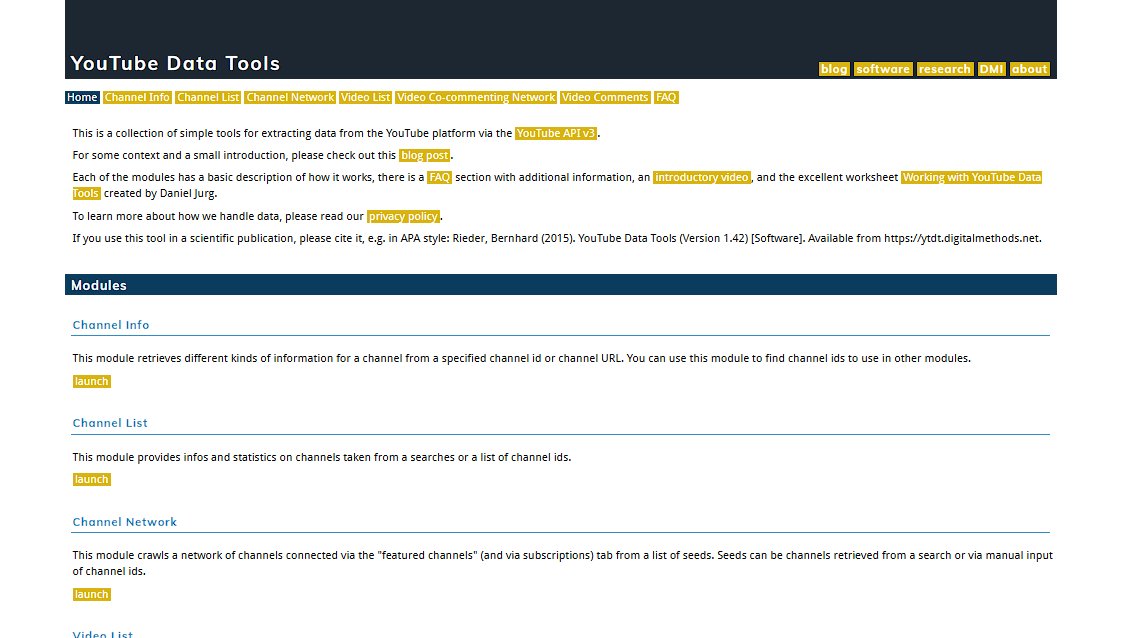 YouTube Data Tools
blog software research DMI about
Home Channel Info Channel List Channel Network Video List Video Co-commenting Network Video Comments FAQ
This is a collection of simple tools for extracting data from the YouTube platform via the YouTube API v3.
For some context and a small introduction, please check out this blog post.
Each of the modules has a basic description of how it works, there is a FAQ section with additional information, an introductory video, and the excellent worksheet Working with YouTube Data
Tools created by Daniel Jurg.
To learn more about how we handle data, please read our privacy policy.
If you use this tool in a scientific publication, please cite it, e.g. in APA style: Rieder, Bernhard (2015). YouTube Data Tools (Version 1.42) [Software]. Available from https://ytdt.digitalmethods.net.
Modules
Channel Info
This module retrieves different kinds of information for a channel from a specified channel id or channel URL. You can use this module to find channel ids to use in other modules.
launch
Channel List
This module provides infos and statistics on channels taken from a searches or a list of channel ids.
launch
Channel Network
This module crawls a network of channels connected via the "featured channels" (and via subscriptions) tab from a list of seeds. Seeds can be channels retrieved from a search or via manual input
of channel ids.
launch
Video List